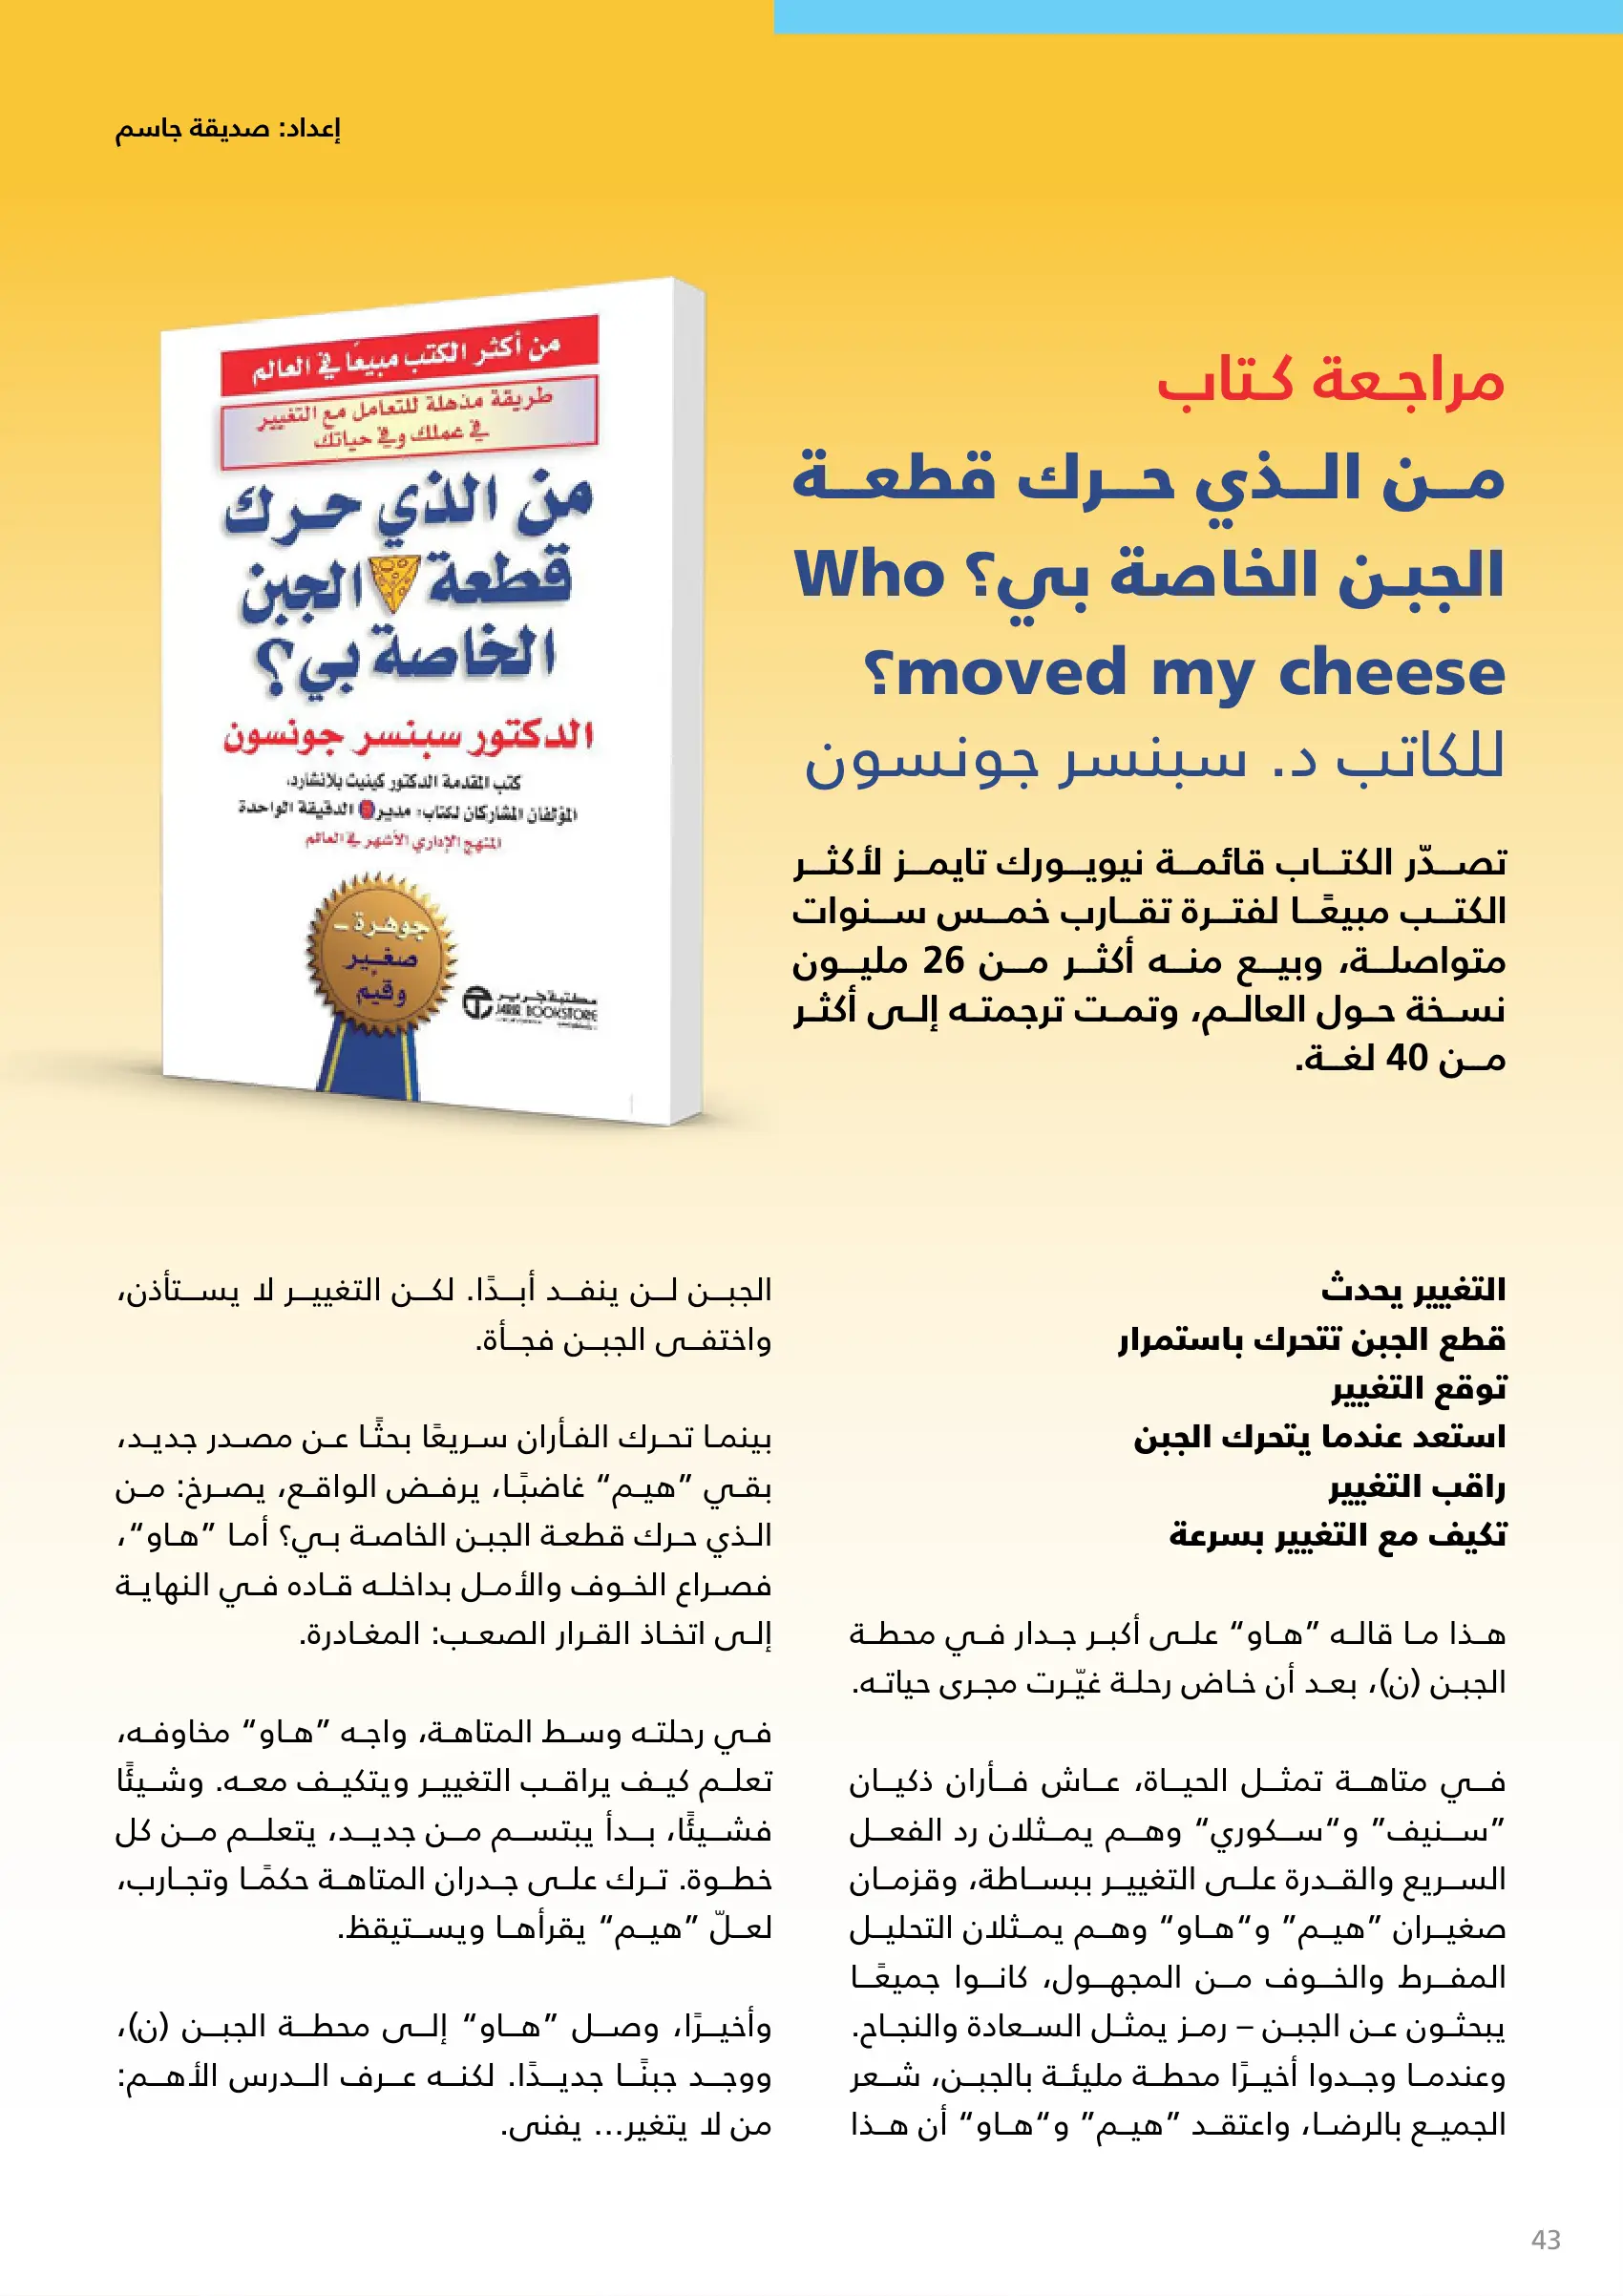 إعداد: صديقة جاسم
مراجعة كتاب
من الذي حرك قطعة
الجبن الخاصة بي؟ Who
moved my cheese؟
للكاتب د. سبنسر جونسون
تصدّر الكتاب قائمة نيويورك تايمز لأكثر
الكتب مبيعًا لفترة تقارب خمس سنوات
متواصلة، وبيع منه أكثر من 26 مليون
نسخة حول العالم، وتمت ترجمته إلى أكثر
من 40 لغة.
من أكثر الكتب مبيعًا في العالم
طريقة مذهلة للتعامل مع التغيير
في عملك وفي حياتك
من الذي حرك
قطعة الجبن
الخاصة بي؟
الدكتور سبنسر جونسون
كتب المقدمة الدكتور كينيث بلانشارد،
المؤلفان المشاركان لكتاب: مدير الدقيقة الواحدة
المنهج الإداري الأشهر في العالم
جوهرة –
صغير
وقيم
مكتبة جرير
JARIR BOOKSTORE
التغيير يحدث
قطع الجبن تتحرك باستمرار
توقع التغيير
استعد عندما يتحرك الجبن
راقب التغيير
تكيف مع التغيير بسرعة
هذا ما قاله ”هاو“ على أكبر جدار في محطة
الجبن (ن)، بعد أن خاض رحلة غيّرت مجرى حياته.
في متاهة تمثل الحياة، عاش فأران ذكيان
”سنيف“ و“سكوري“ وهم يمثلان رد الفعل
السريع والقدرة على التغيير ببساطة، وقزمان
صغيران ”هيم“ و“هاو“ وهم يمثلان التحليل
المفرط والخوف من المجهول، كانوا جميعًا
يبحثون عن الجبن – رمز يمثل السعادة والنجاح.
وعندما وجدوا أخيرًا محطة مليئة بالجبن، شعر
الجميع بالرضا، واعتقد ”هيم“ و“هاو“ أن هذا
الجبن لن ينفد أبدًا. لكن التغيير لا يستأذن،
واختفى الجبن فجأة.
بينما تحرك الفأران سريعًا بحثًا عن مصدر جديد،
بقي ”هيم“ غاضبًا، يرفض الواقع، يصرخ: من
الذي حرك قطعة الجبن الخاصة بي؟ أما ”هاو“،
فصراع الخوف والأمل بداخله قاده في النهاية
إلى اتخاذ القرار الصعب: المغادرة.
في رحلته وسط المتاهة، واجه ”هاو“ مخاوفه،
تعلم كيف يراقب التغيير ويتكيف معه. وشيئًا
فشيئًا، بدأ يبتسم من جديد، يتعلم من كل
خطوة. ترك على جدران المتاهة حكمًا وتجارب،
لعلّ ”هيم“ يقرأها ويستيقظ.
وأخيرًا، وصل ”هاو“ إلى محطة الجبن (ن)،
ووجد جبنًا جديدًا. لكنه عرف الدرس الأهم:
من لا يتغير... يفنى.
43